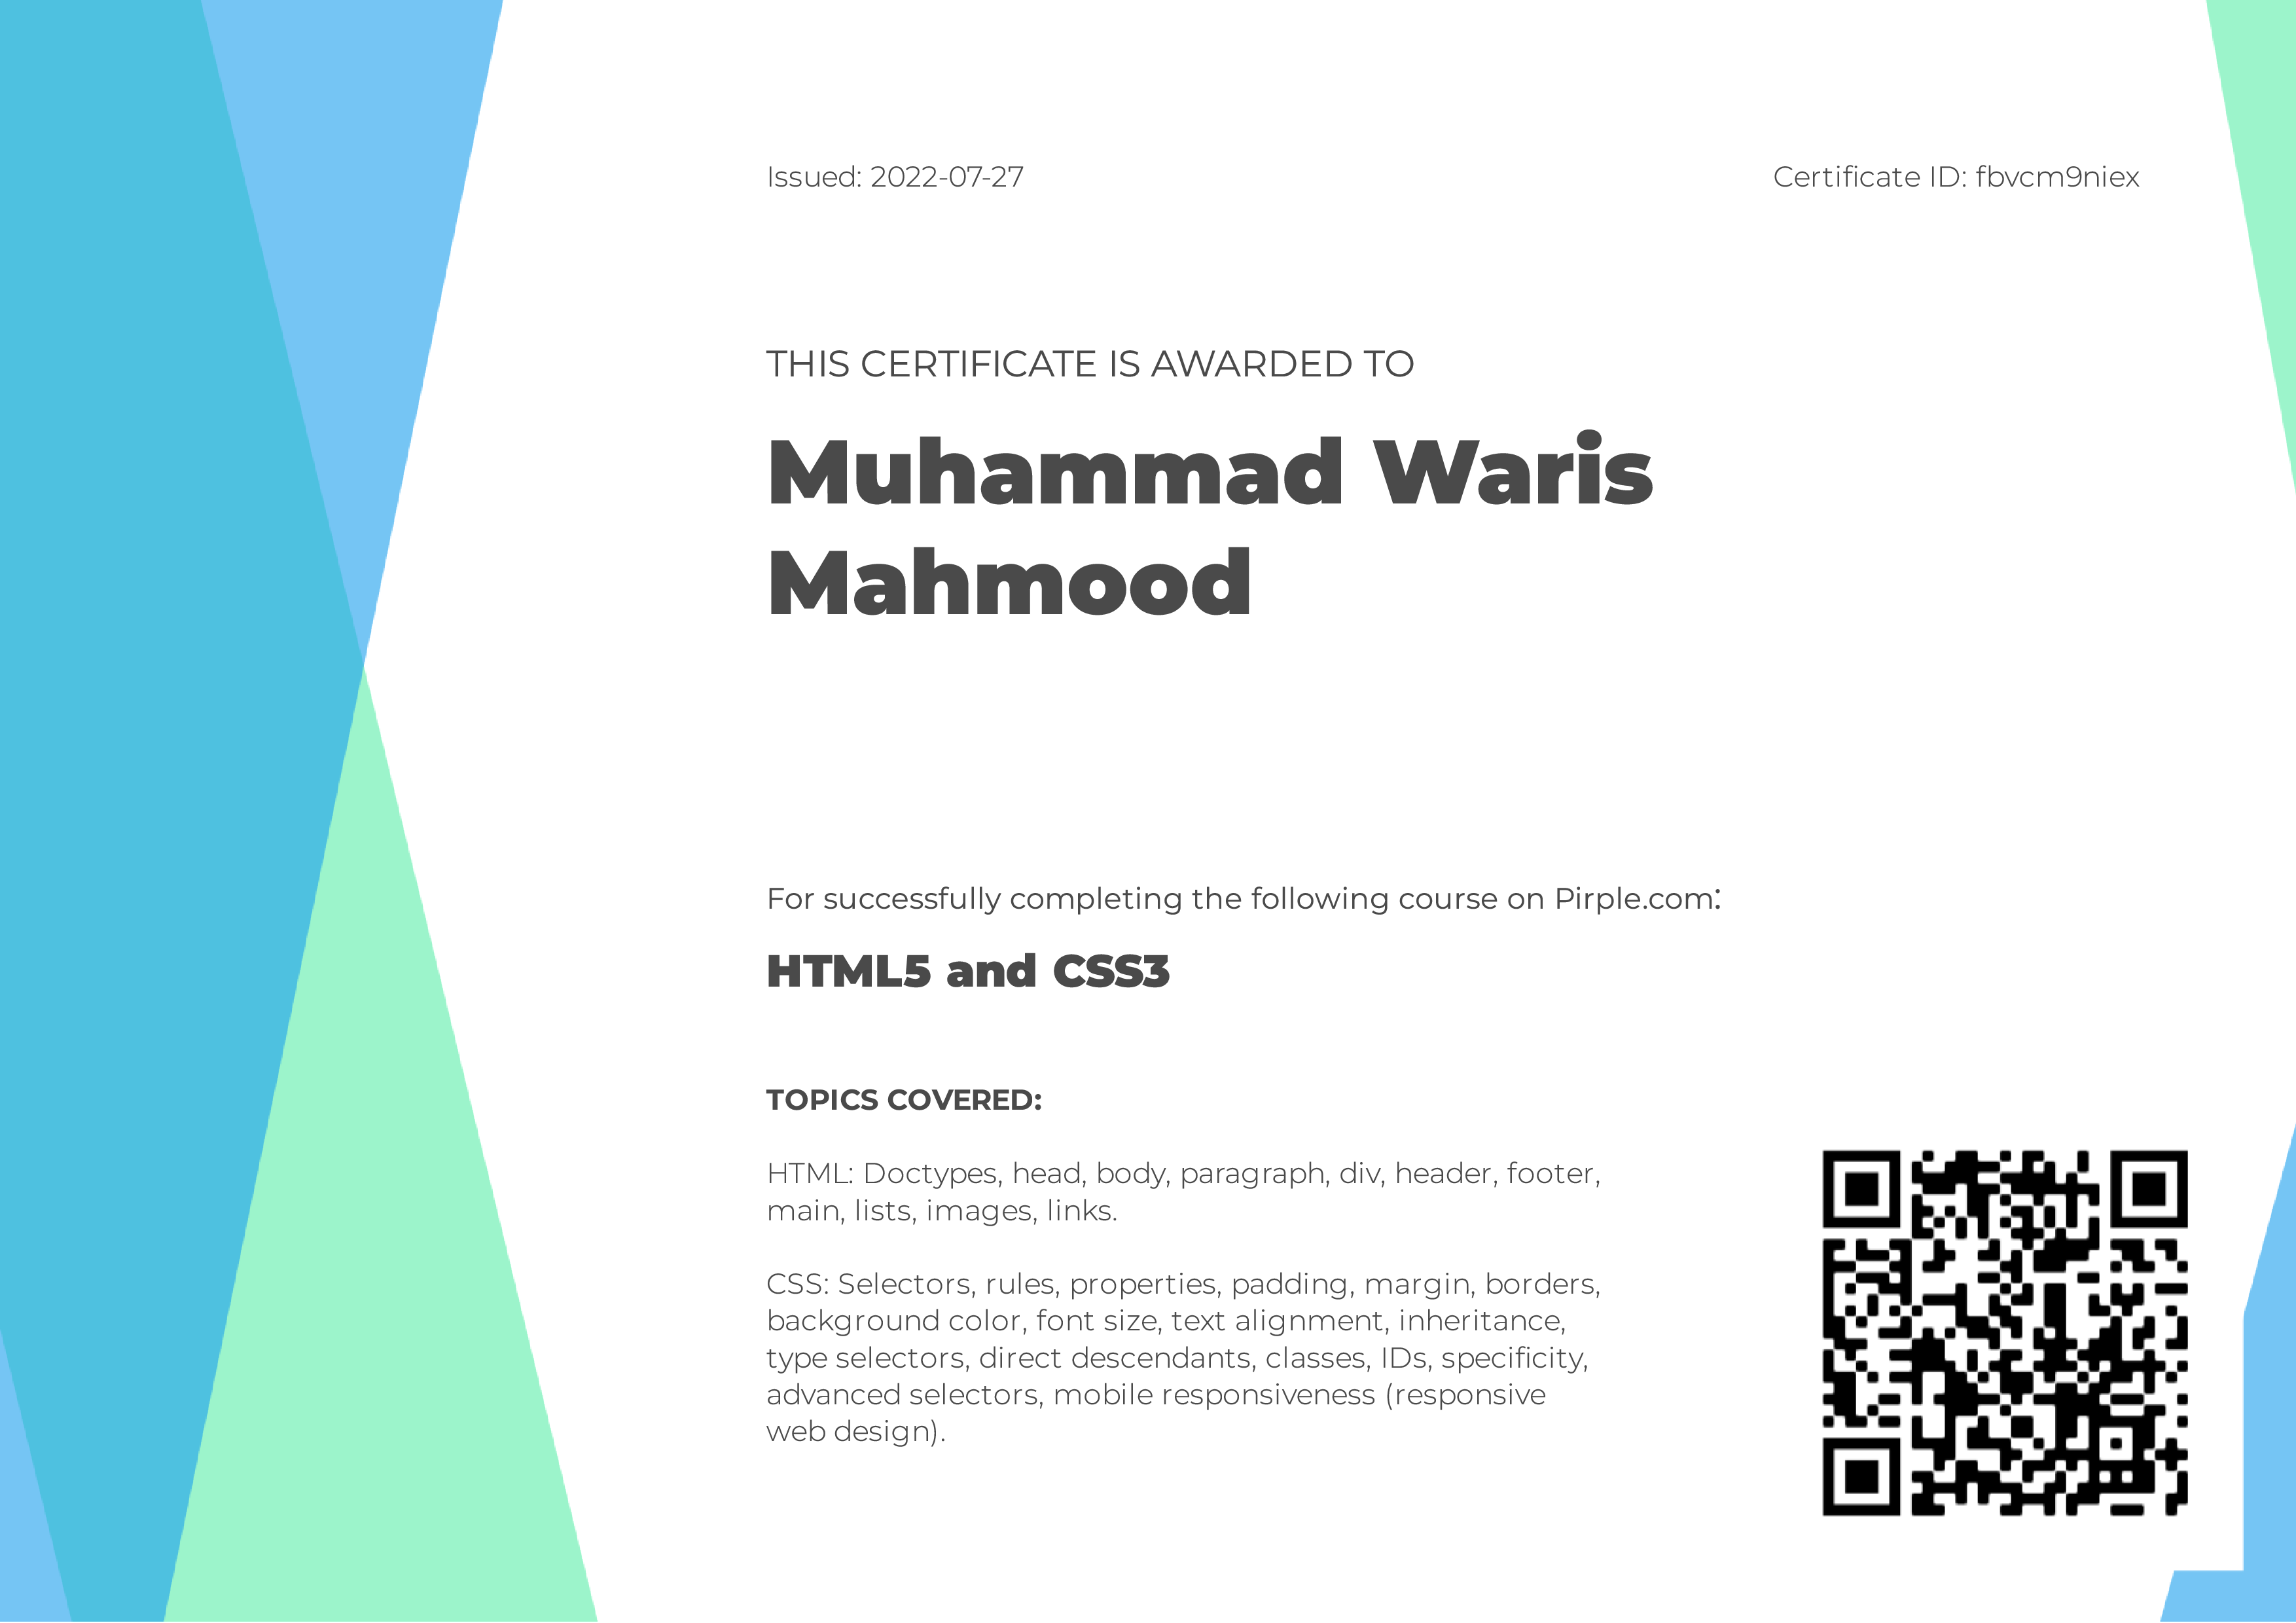 Issued: 2022-07-27
Certificate ID: fbvcm9niex
THIS CERTIFICATE IS AWARDED TO
Muhammad Waris
Mahmood
For successfully completing the following course on Pirple.com:
HTML5 and CSS3
TOPICS COVERED:
HTML: Doctypes, head, body, paragraph, div, header, footer,
main, lists, images, links.
CSS: Selectors, rules, properties, padding, margin, borders,
background color, font size, text alignment, inheritance,
type selectors, direct descendants, classes, IDs, specificity,
advanced selectors, mobile responsiveness (responsive
web design).